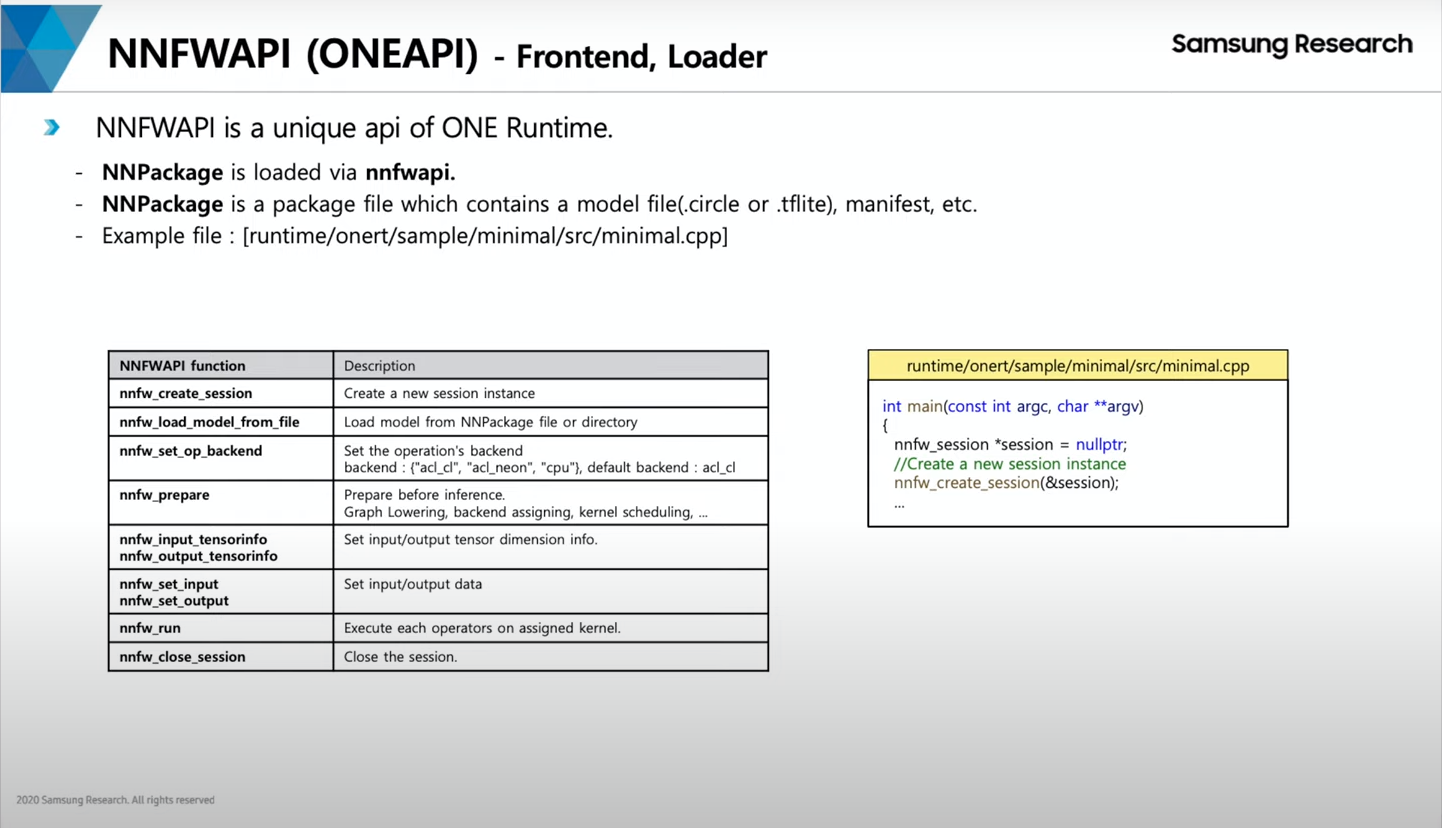 NNFWAPI (ONEAPI) - Frontend, Loader
Samsung Research
NNFWAPI is a unique api of ONE Runtime.
- NNPackage is loaded via nnfwapi.
- NNPackage is a package file which contains a model file(.circle or .tflite), manifest, etc.
- Example file : [runtime/onert/sample/minimal/src/minimal.cpp]
NNFWAPI function
Description
nnfw_create_session
Create a new session instance
nnfw_load_model_from_file
Load model from NNPackage file or directory
nnfw_set_op_backend
Set the operation's backend
backend : {"acl_cl", "acl_neon", "cpu"}, default backend : acl_cl
nnfw_prepare
Prepare before inference.
Graph Lowering, backend assigning, kernel scheduling, ...
nnfw_input_tensorinfo
nnfw_output_tensorinfo
Set input/output tensor dimension info.
nnfw_set_input
nnfw_set_output
Set input/output data
nnfw_run
Execute each operators on assigned kernel.
nnfw_close_session
Close the session.
runtime/onert/sample/minimal/src/minimal.cpp
int main(const int argc, char **argv)
{
nnfw_session *session = nullptr;
//Create a new session instance
nnfw_create_session(&session);
...
2020 Samsung Research. All rights reserved